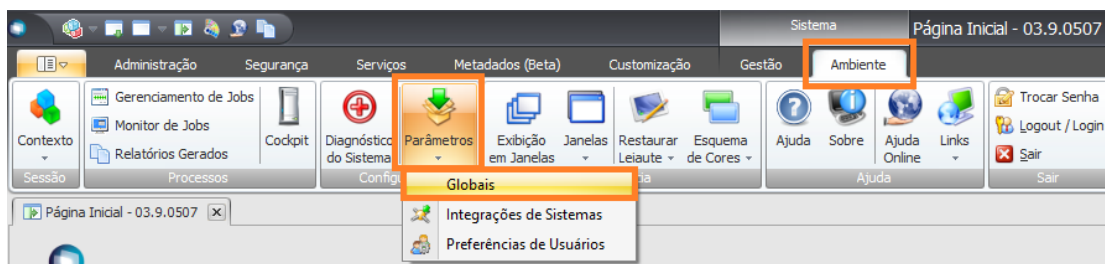 Sistema
Página Inicial - 03.9.0507
Administração Segurança Serviços Metadados (Beta) Customização Gestão Ambiente
Contexto
Gerenciamento de Jobs
Monitor de Jobs
Relatórios Gerados
Cockpit
Diagnóstico
do Sistema
Parâmetros
Exibição
em Janelas
Janelas
Restaurar
Leiaute
Esquema
de Cores
Ajuda
Sobre
Ajuda
Online
Links
Trocar Senha
Logout / Login
Sair
Sessão Processos Ajuda Sair
Globais
Integrações de Sistemas
Preferências de Usuários
Página Inicial - 03.9.0507